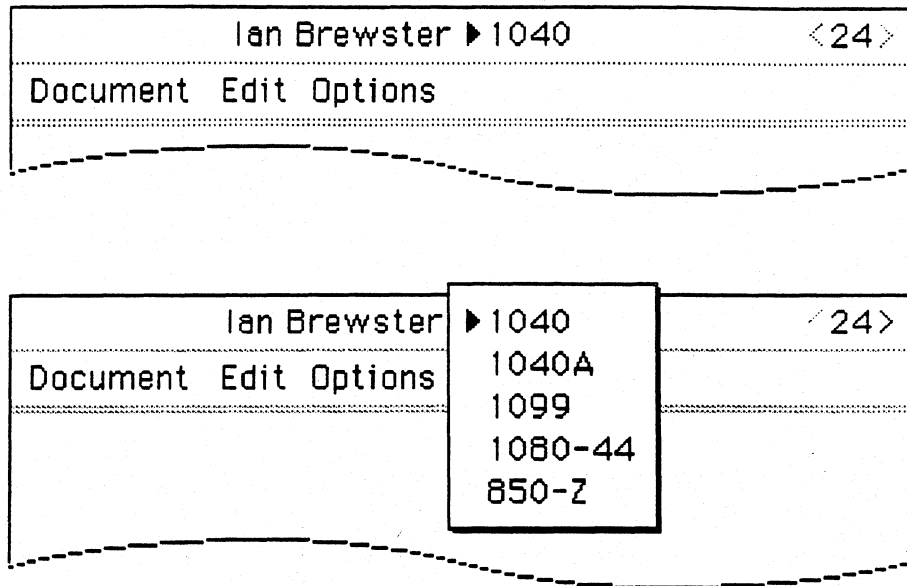 Ian Brewster ▶1040 <24>
Document Edit Options
Ian Brewster ▶1040 24>
Document Edit Options
1040A
1099
1080-44
850-Z